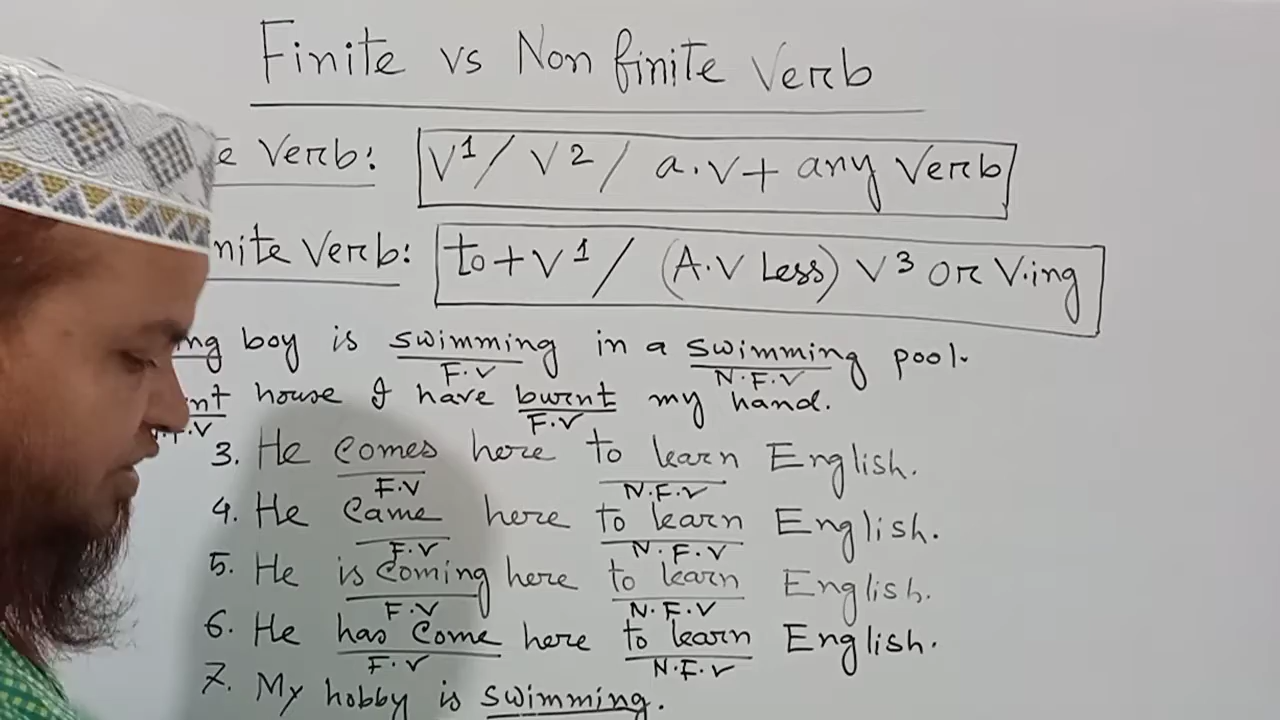 Finite vs Non finite Verb
e Verb: V1/ V2/ a.v+ any Verb
nite Verb: to+V1/ (A.V Less) V3 or V.ing
ng boy is swimming in a swimming pool.
F.V N.F.V
nt house I have burnt my hand.
F.V F.V
3. He comes here to learn English.
F.V N.F.V
4. He came here to learn English.
F.V N.F.V
5. He is coming here to learn English.
F.V N.F.V
6. He has come here to learn English.
F.V N.F.V
7. My hobby is swimming.